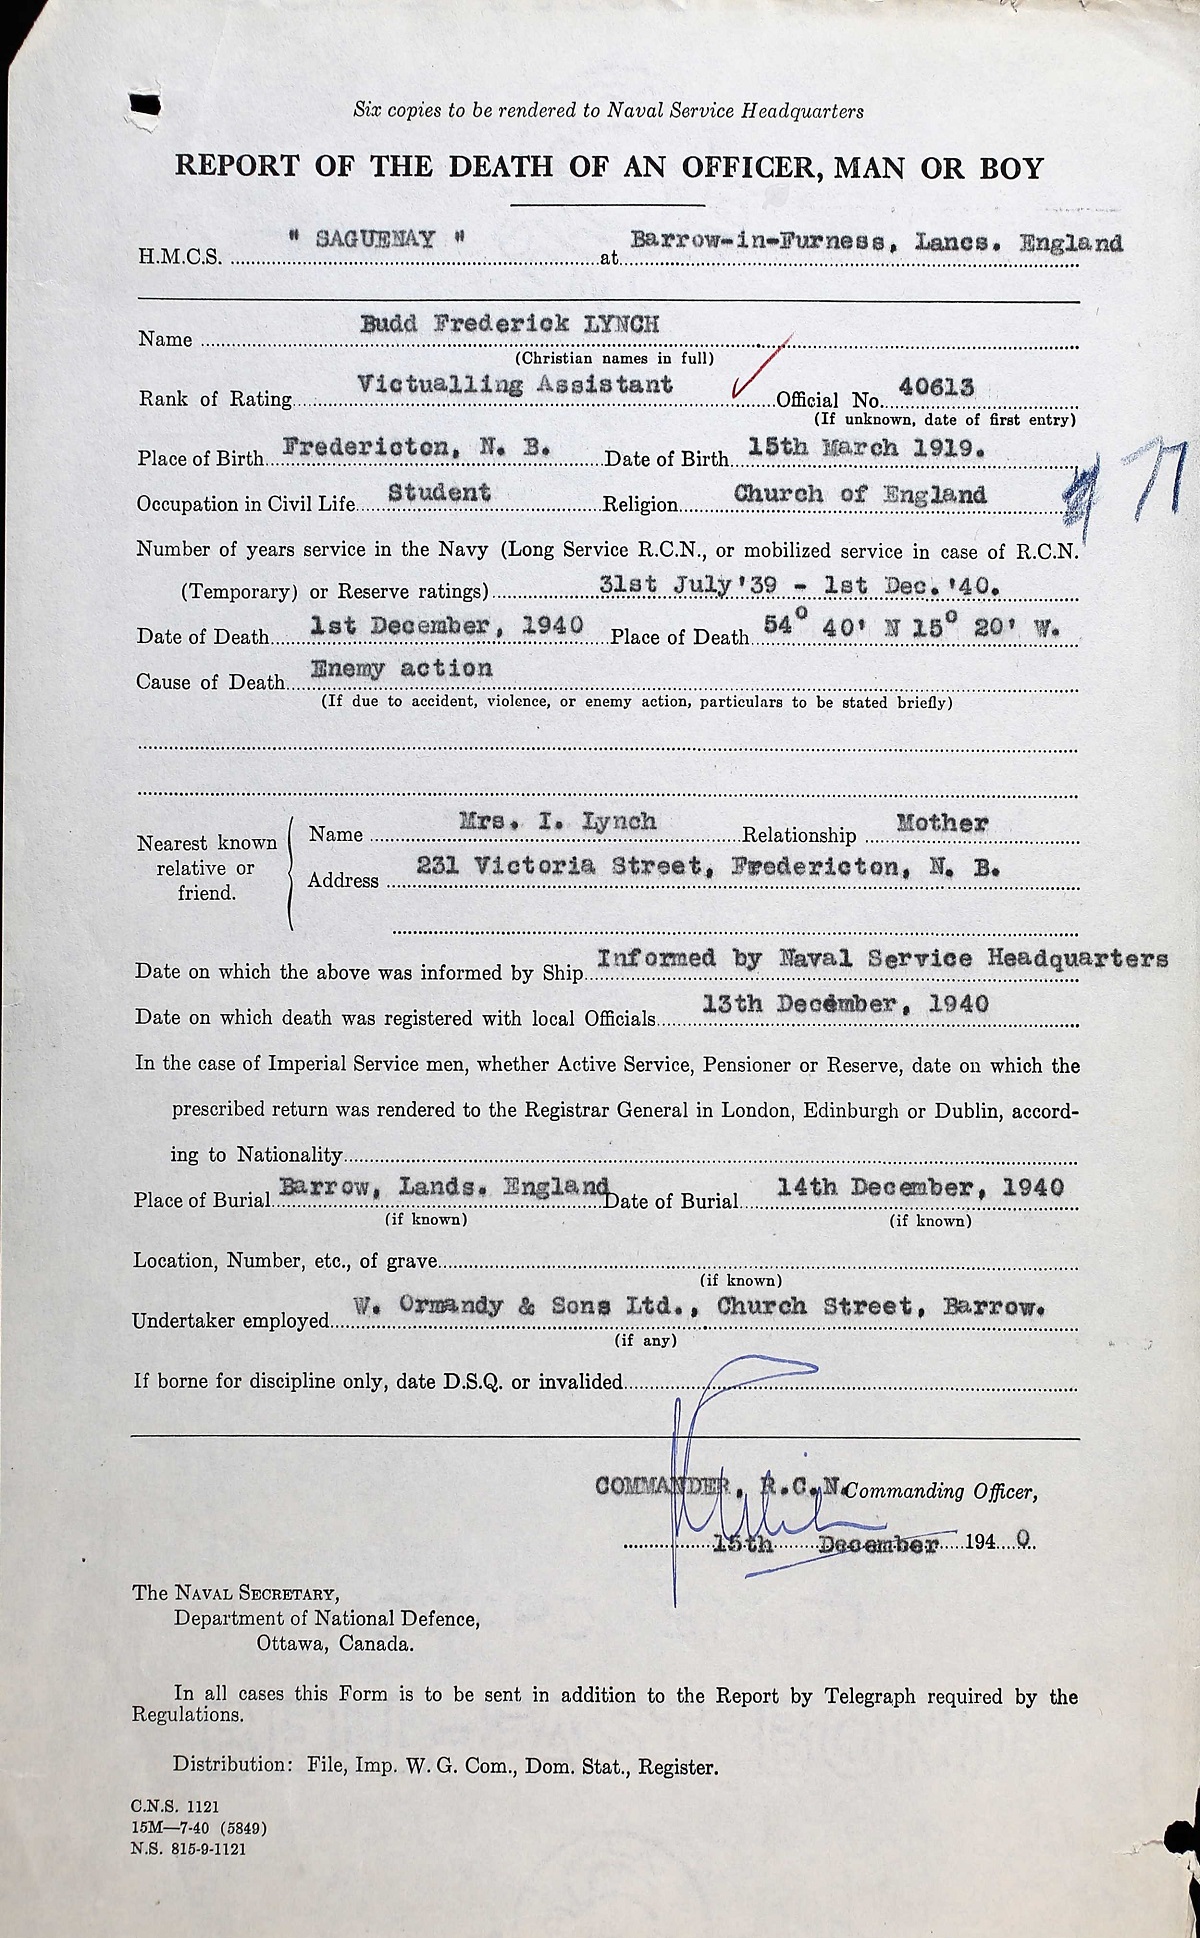 Six copies to be rendered to Naval Service Headquarters
REPORT OF THE DEATH OF AN OFFICER, MAN OR BOY
H.M.C.S. " SAGUENAY " at Barrow-in-Furness, Lancs. England
Name Budd Frederick LYNCH
(Christian names in full)
Rank of Rating Victualling Assistant Official No. 40613
(If unknown, date of first entry)
Place of Birth Fredericton, N. B. Date of Birth 15th March 1919.
Occupation in Civil Life Student Religion Church of England
77
Number of years service in the Navy (Long Service R.C.N., or mobilized service in case of R.C.N.
(Temporary) or Reserve ratings) 31st July'39 - 1st Dec. '40.
Date of Death 1st December, 1940 Place of Death 54° 40' N 15° 20' W.
Cause of Death Enemy action
(If due to accident, violence, or enemy action, particulars to be stated briefly)
Nearest known relative or friend. Name Mrs. I. Lynch Relationship Mother
Address 231 Victoria Street, Fredericton, N. B.
Date on which the above was informed by Ship. Informed by Naval Service Headquarters
Date on which death was registered with local Officials 13th December, 1940
In the case of Imperial Service men, whether Active Service, Pensioner or Reserve, date on which the
prescribed return was rendered to the Registrar General in London, Edinburgh or Dublin, accord-
ing to Nationality
Place of Burial Barrow, Lands. England Date of Burial 14th December, 1940
(if known) (if known)
Location, Number, etc., of grave
(if known)
Undertaker employed W. Ormandy & Sons Ltd., Church Street, Barrow.
(if any)
If borne for discipline only, date D.S.Q. or invalided
COMMANDER, R.C.N. Commanding Officer,
15th December 1940.
The NAVAL SECRETARY,
Department of National Defence,
Ottawa, Canada.
In all cases this Form is to be sent in addition to the Report by Telegraph required by the
Regulations.
Distribution: File, Imp. W. G. Com., Dom. Stat., Register.
C.N.S. 1121
15M—7-40 (5849)
N.S. 815-9-1121